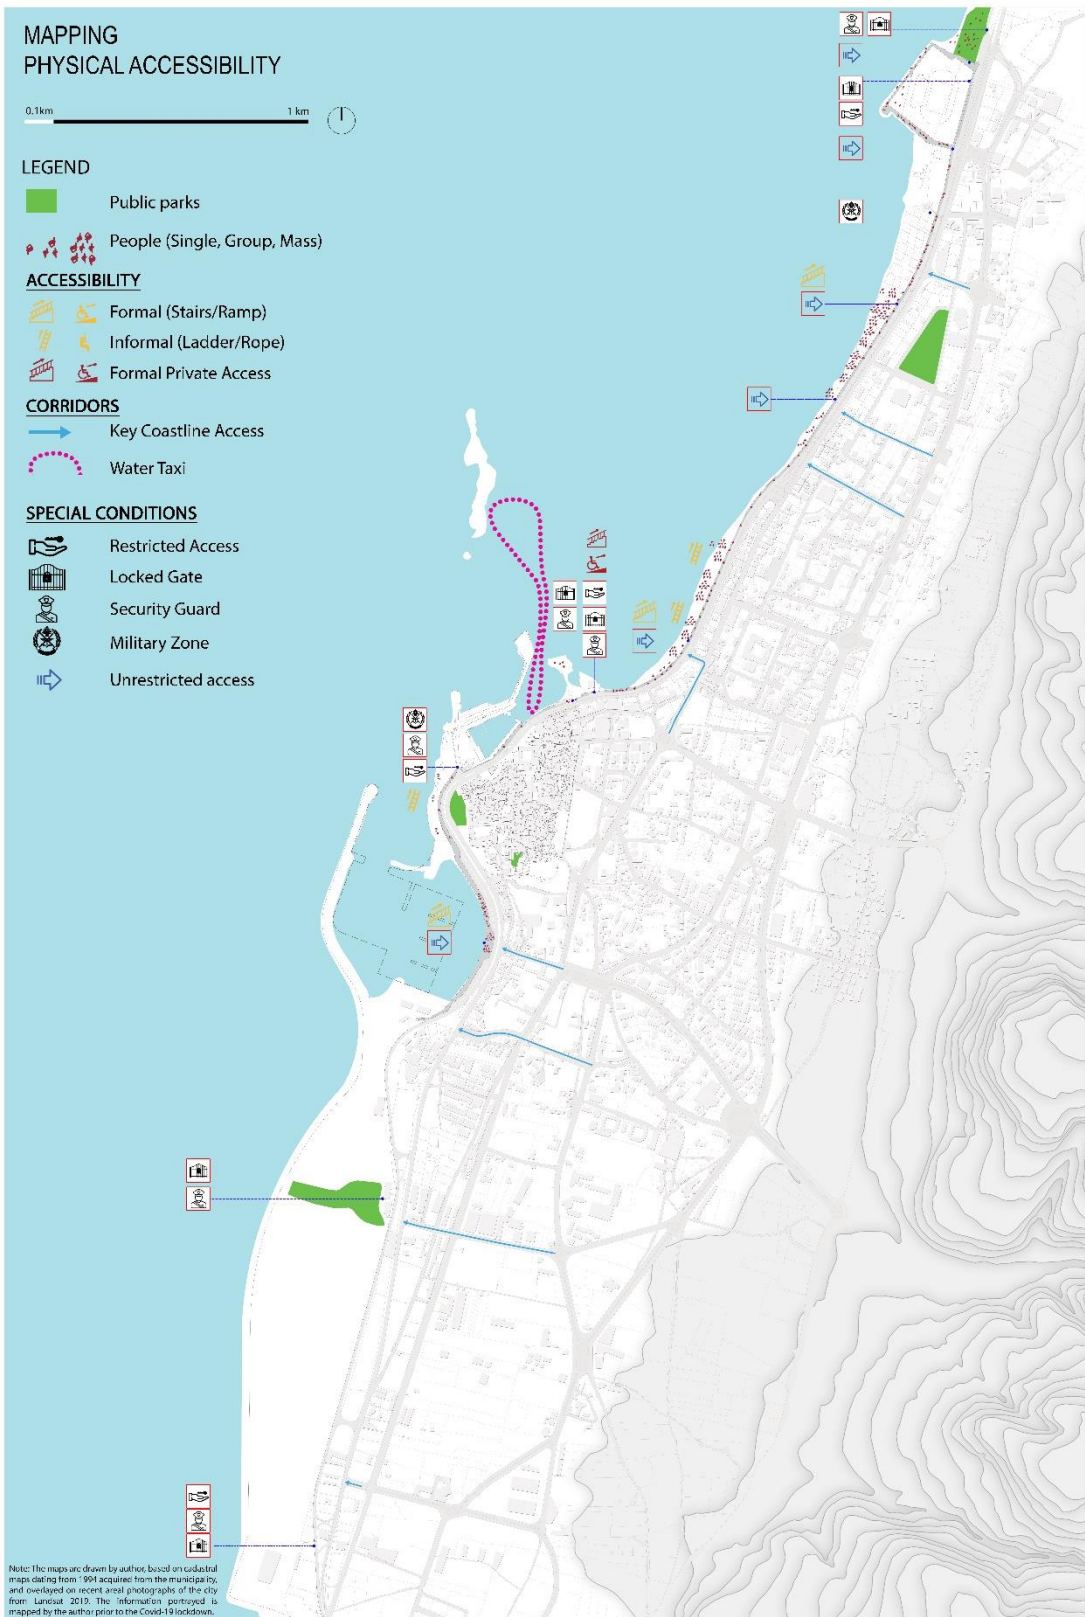 MAPPING
PHYSICAL ACCESSIBILITY
0.1km 1 km
LEGEND
Public parks
People (Single, Group, Mass)
ACCESSIBILITY
Formal (Stairs/Ramp)
Informal (Ladder/Rope)
Formal Private Access
CORRIDORS
Key Coastline Access
Water Taxi
SPECIAL CONDITIONS
Restricted Access
Locked Gate
Security Guard
Military Zone
Unrestricted access
Note: The maps are drawn by author, based on cadastral
maps dating from 1994 acquired from the municipality,
and overlayed on recent areal photographs of the city
from Landsat 2019. The information portrayed is
mapped by the author prior to the Covid-19 lockdown.